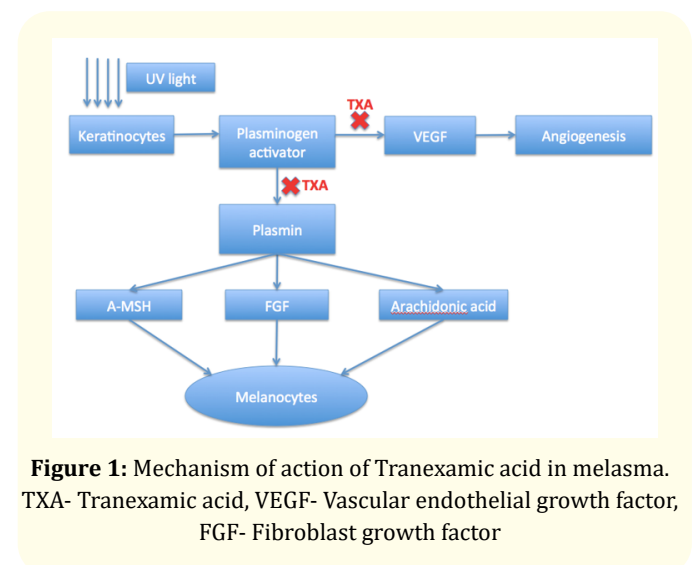 UV light
TXA
Keratinocytes
Plasminogen
activator
VEGF
Angiogenesis
TXA
Plasmin
A-MSH
FGF
Arachidonic acid
Melanocytes
Figure 1: Mechanism of action of Tranexamic acid in melasma.
TXA- Tranexamic acid, VEGF- Vascular endothelial growth factor,
FGF- Fibroblast growth factor